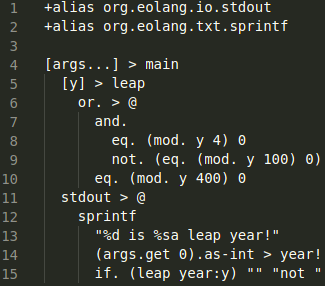 1 +alias org.eolang.io.stdout
2 +alias org.eolang.txt.sprintf
3
4 [args...] > main
5   [y] > leap
6     or. > @
7       and.
8         eq. (mod. y 4) 0
9         not. (eq. (mod. y 100) 0)
10       eq. (mod. y 400) 0
11   stdout > @
12     sprintf
13       "%d is %sa leap year!"
14       (args.get 0).as-int > year!
15       if. (leap year:y) "" "not "